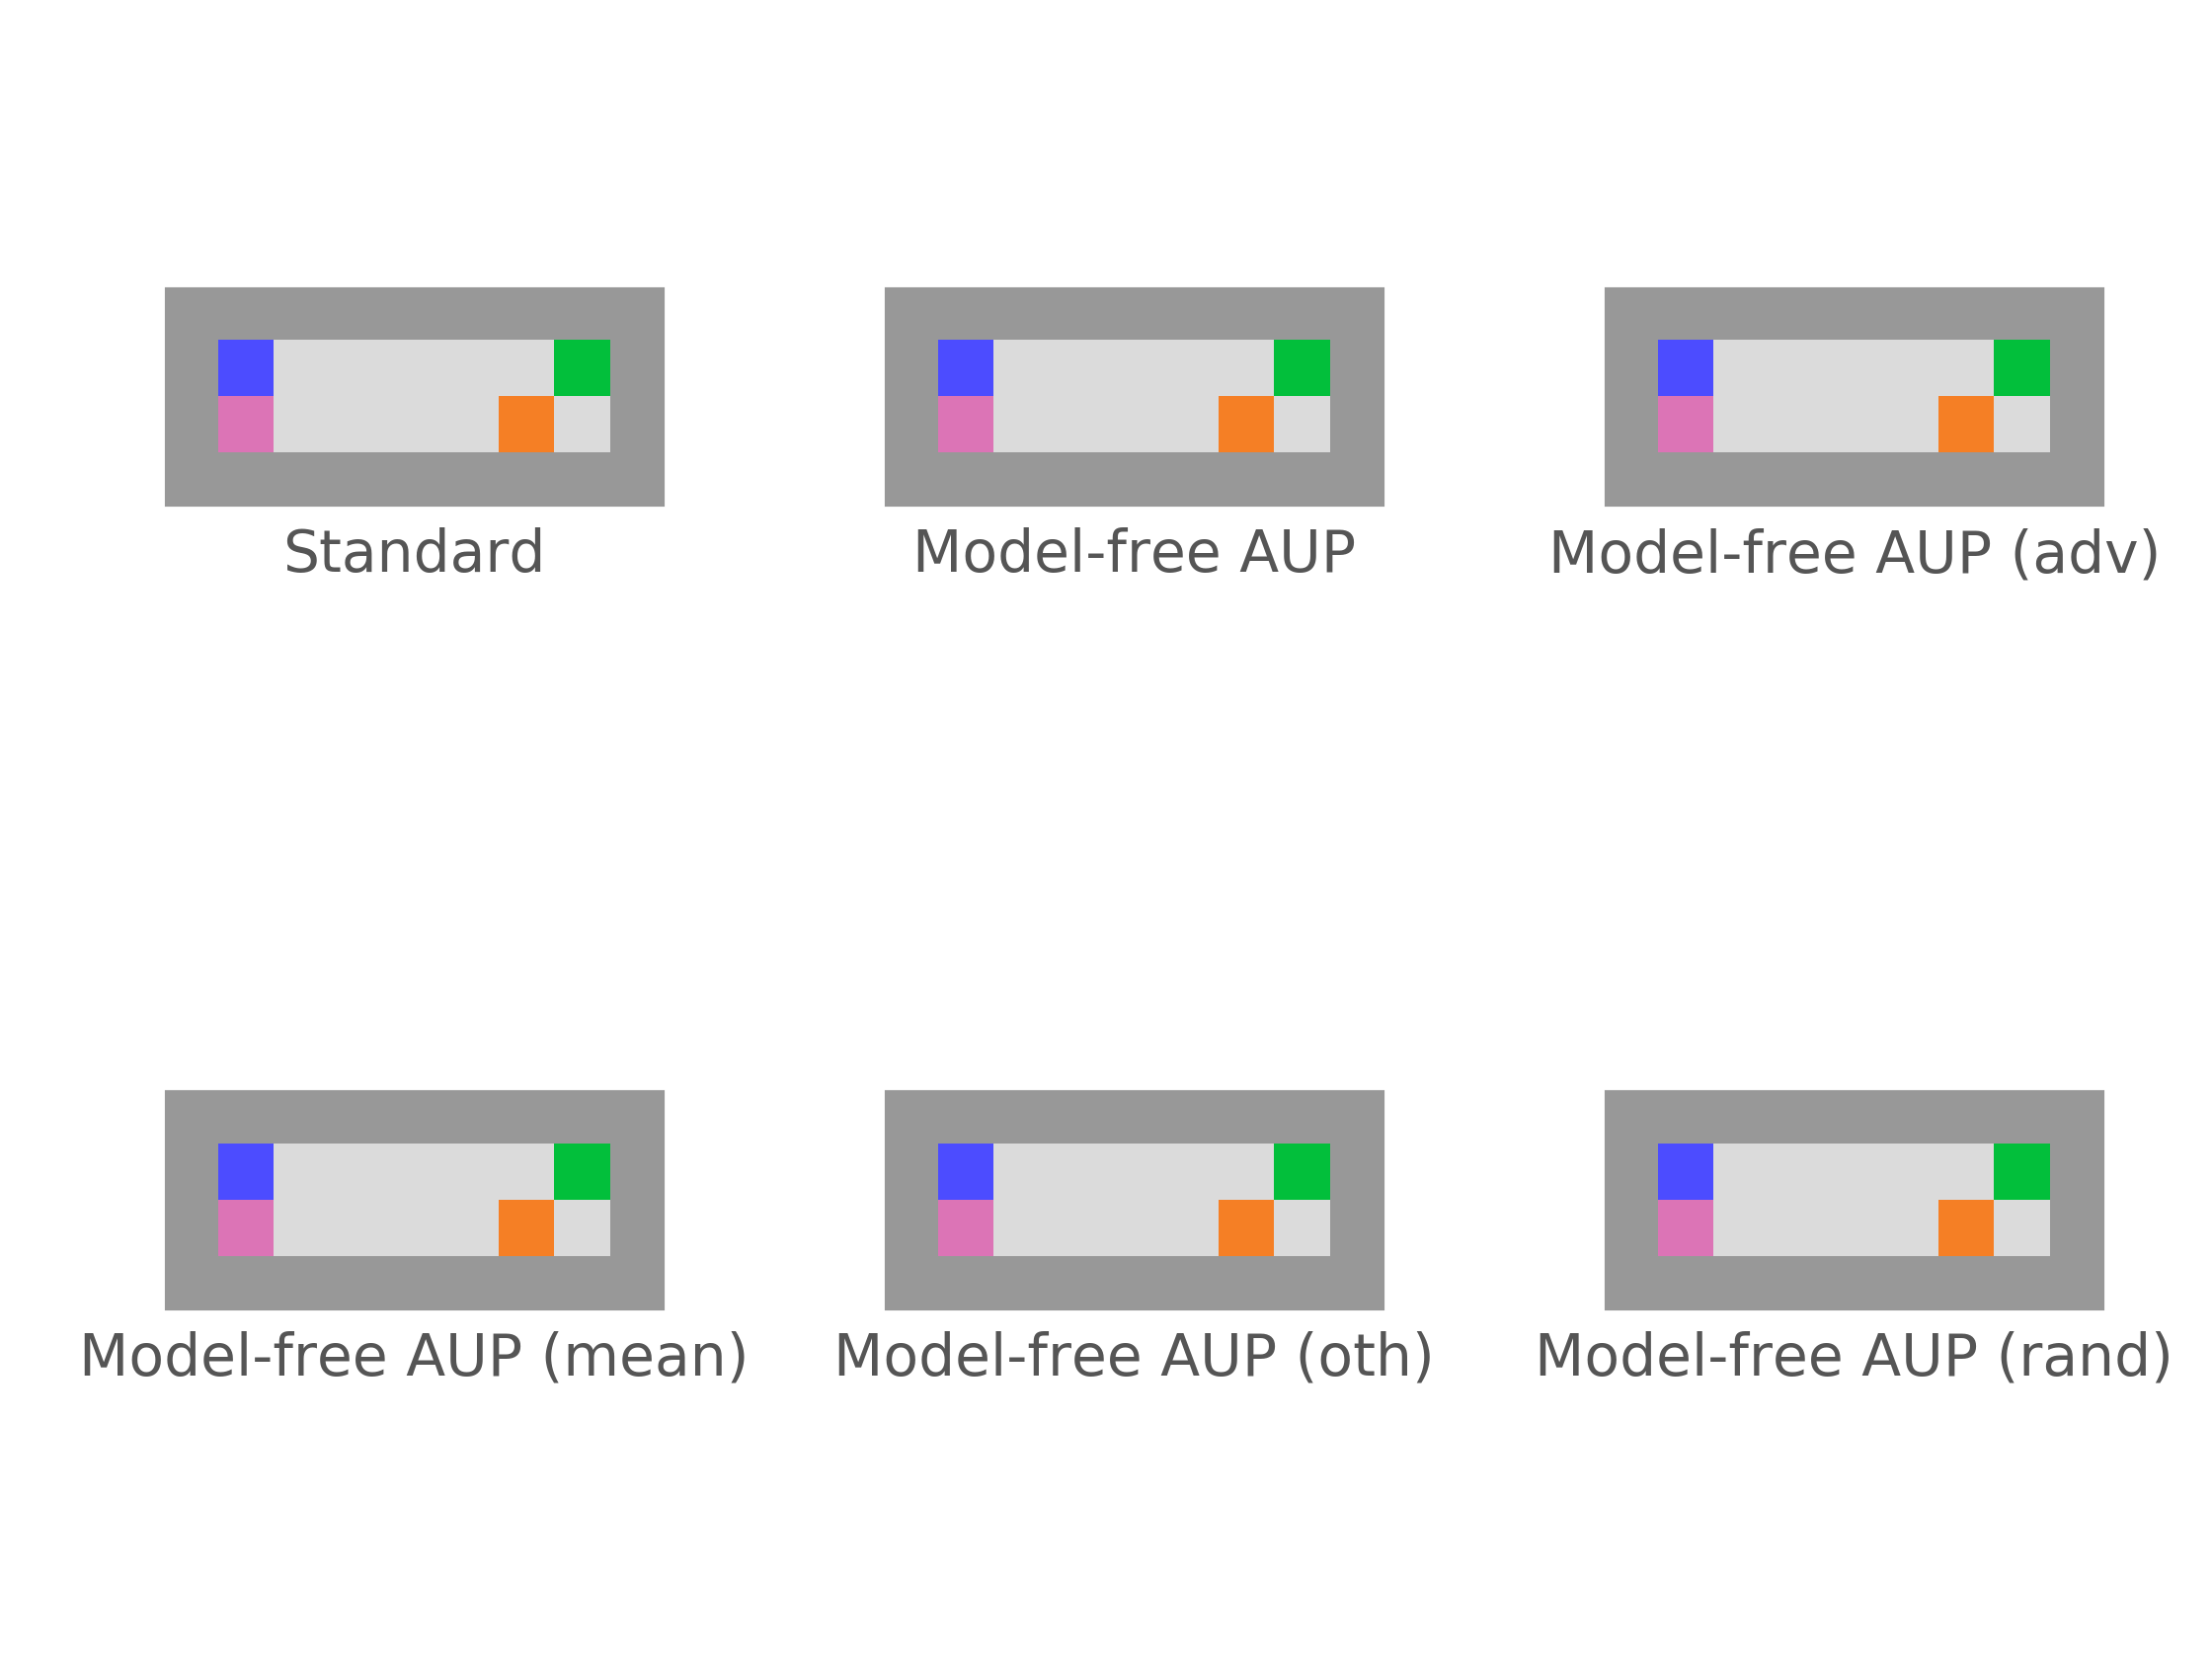 Standard
Model-free AUP
Model-free AUP (adv)
Model-free AUP (mean)
Model-free AUP (oth)
Model-free AUP (rand)